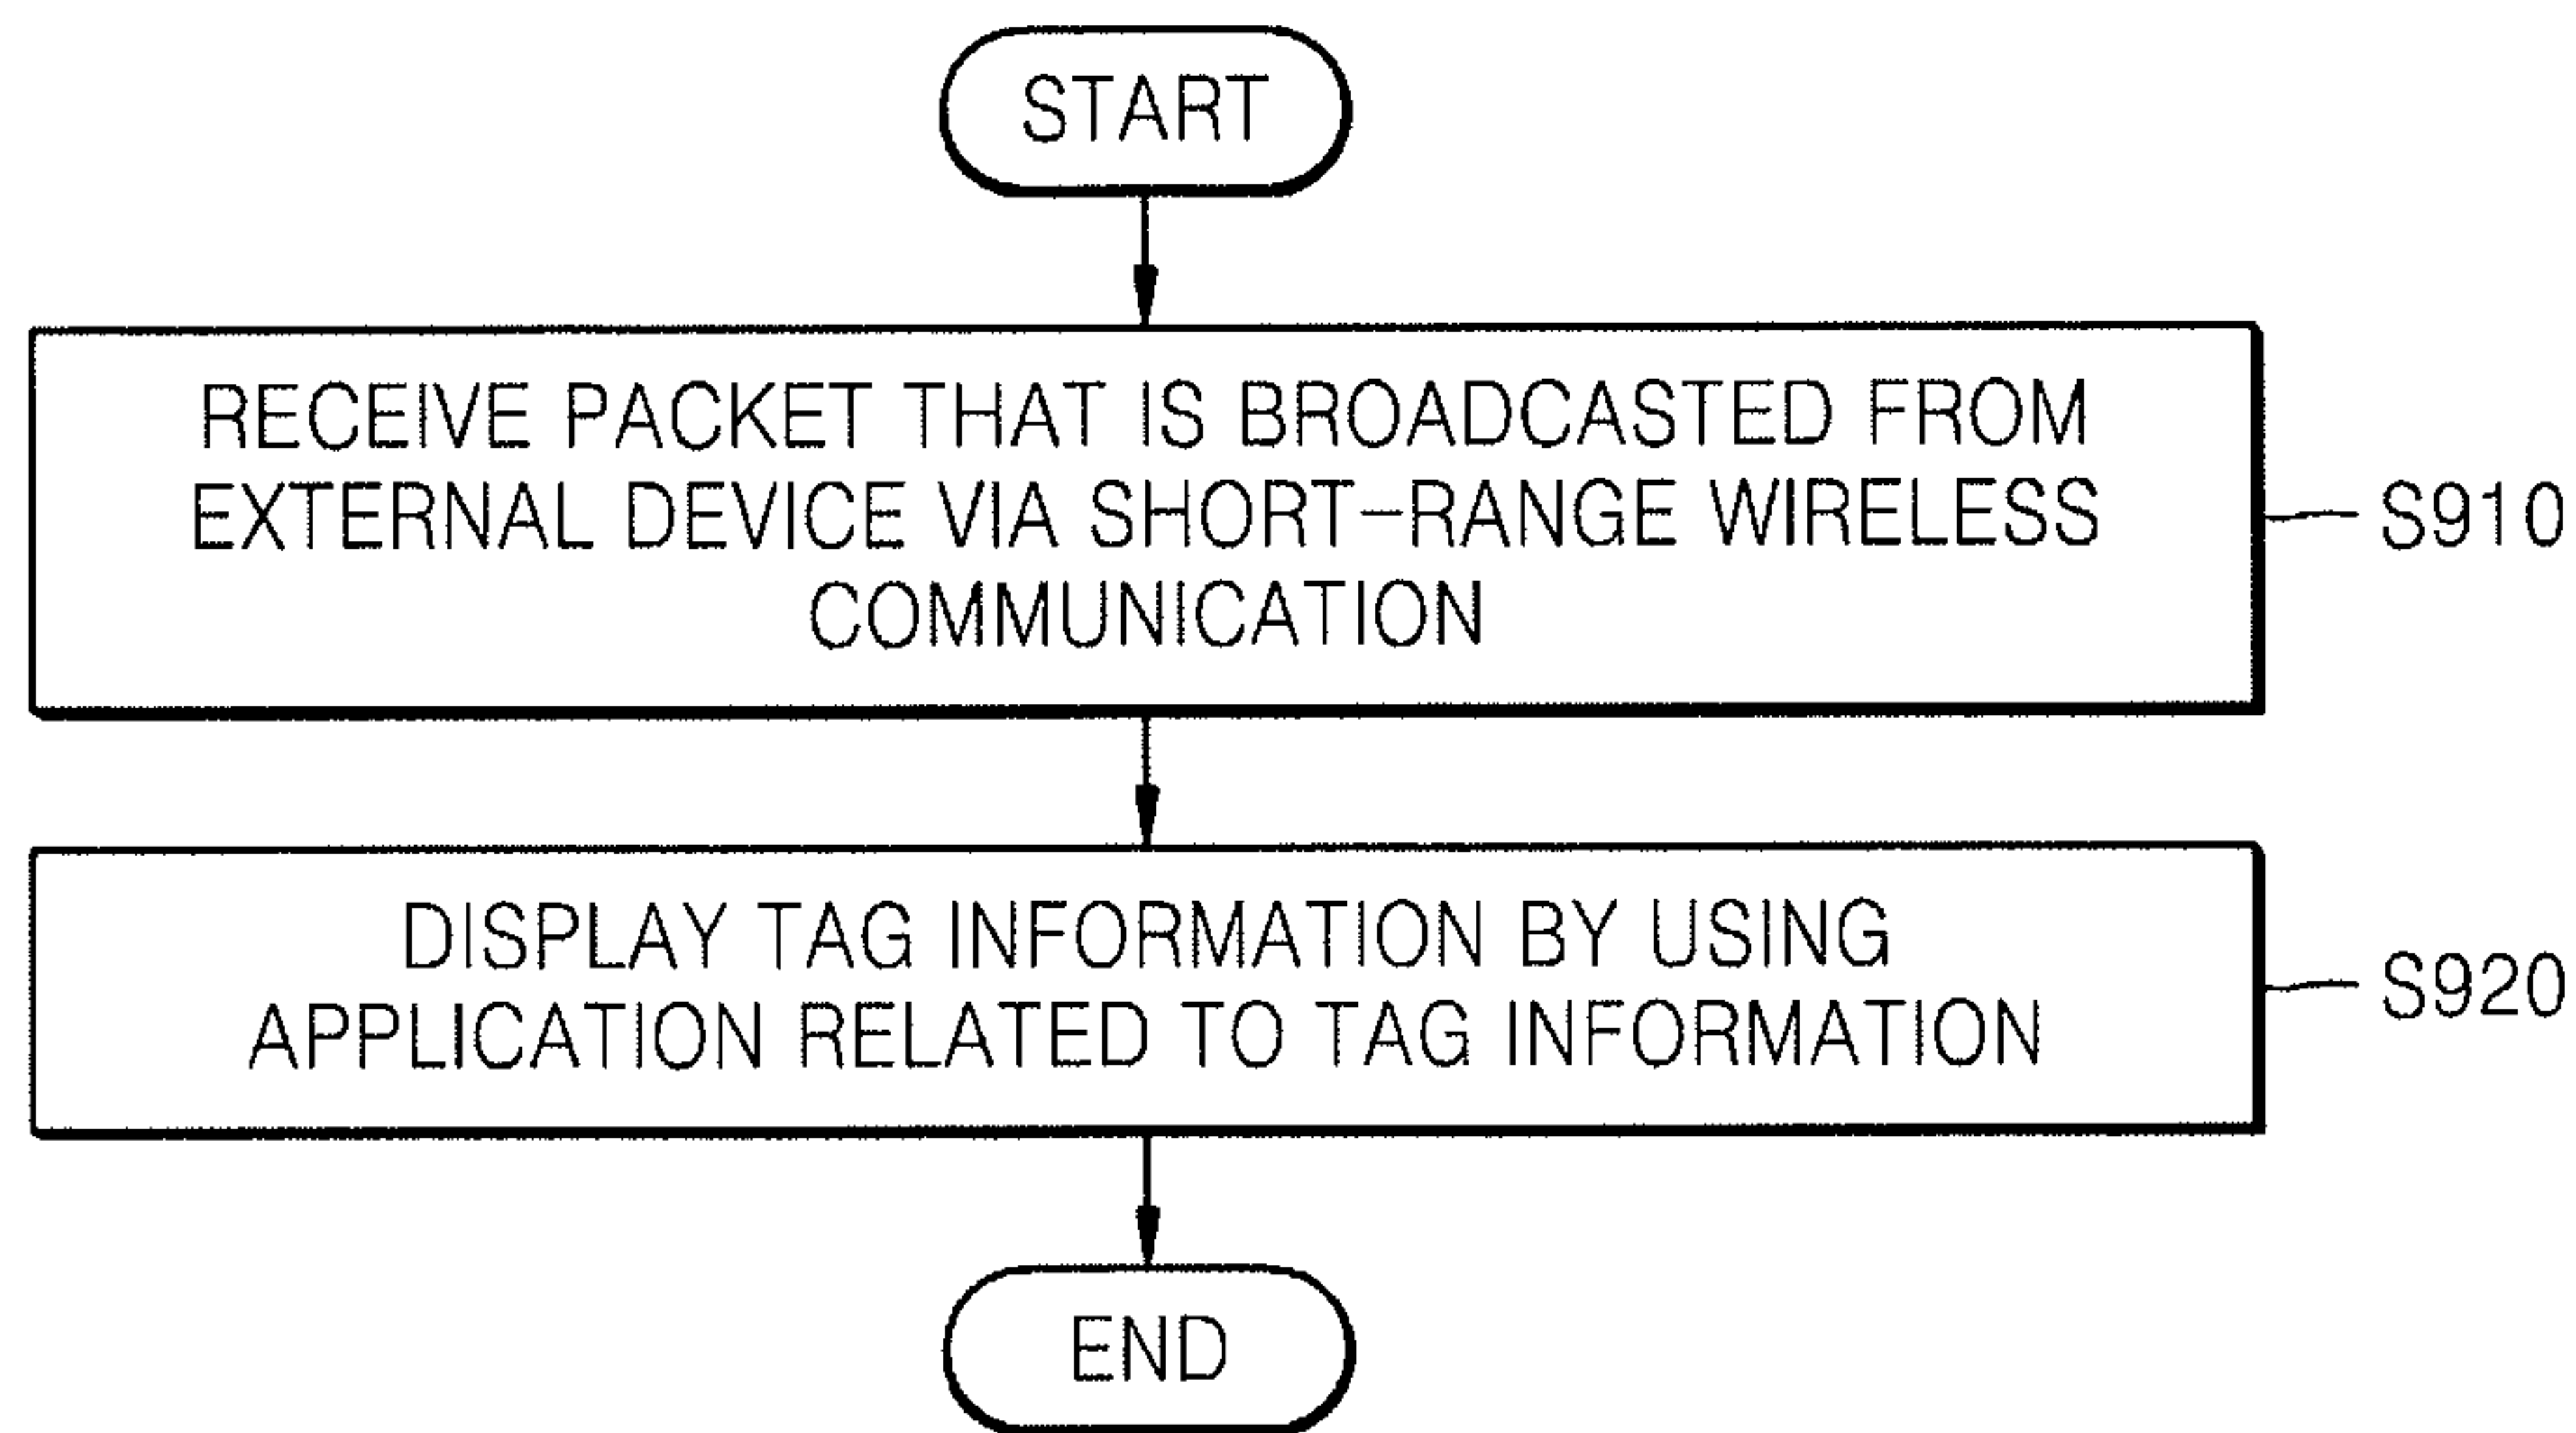 START
RECEIVE PACKET THAT IS BROADCASTED FROM
EXTERNAL DEVICE VIA SHORT-RANGE WIRELESS
COMMUNICATION
S910
DISPLAY TAG INFORMATION BY USING
APPLICATION RELATED TO TAG INFORMATION
S920
END